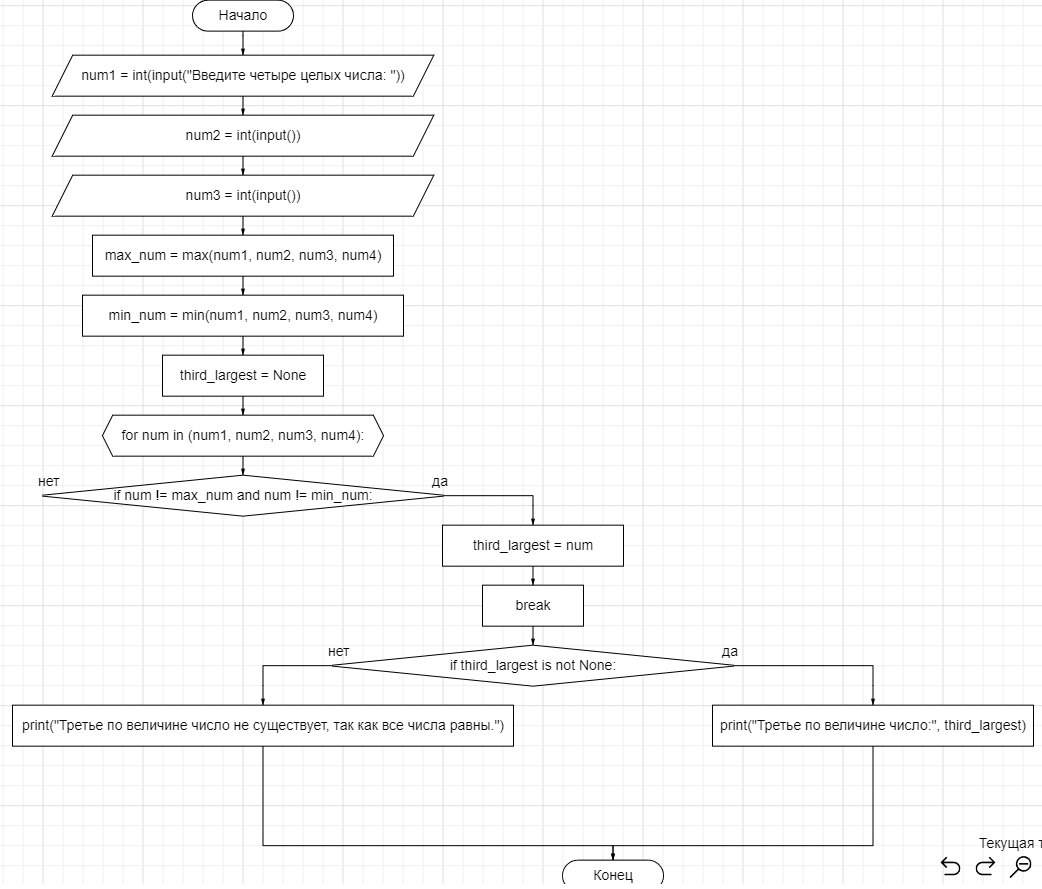 Начало
num1 = int(input("Введите четыре целых числа: "))
num2 = int(input())
num3 = int(input())
max_num = max(num1, num2, num3, num4)
min_num = min(num1, num2, num3, num4)
third_largest = None
for num in (num1, num2, num3, num4):
нет
да
if num != max_num and num != min_num:
third_largest = num
break
нет
да
if third_largest is not None:
print("Третье по величине число не существует, так как все числа равны.")
print("Третье по величине число:", third_largest)
Текущая т
Конец